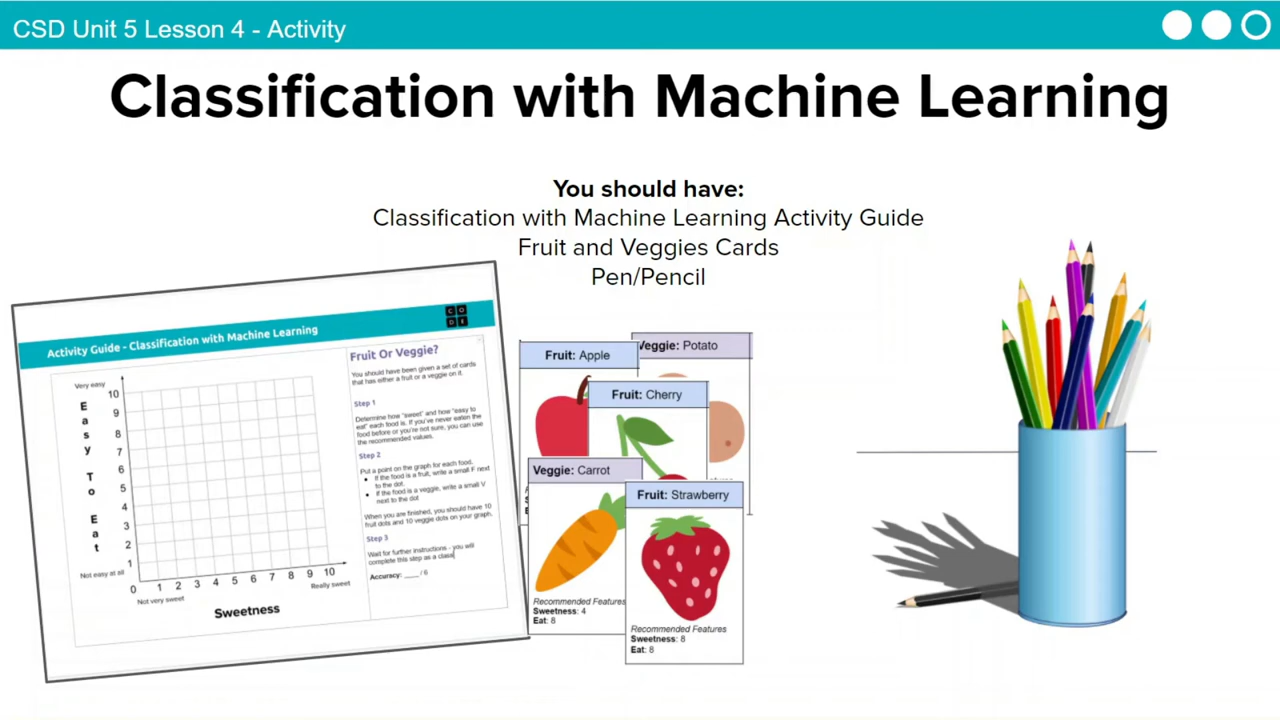 CSD Unit 5 Lesson 4 - Activity
Classification with Machine Learning
You should have:
Classification with Machine Learning Activity Guide
Fruit and Veggies Cards
Pen/Pencil
Activity Guide - Classification with Machine Learning
C O
D E
Very easy
10
9
8
7
6
5
4
3
2
1
0
Easy To Eat
Not easy at all
1 2 3 4 5 6 7 8 9 10
Not very sweet
Really sweet
Sweetness
Fruit Or Veggie?
You should have been given a set of cards
that has either a fruit or a veggie on it.
Step 1
Determine how "sweet" and how "easy to
eat" each food is. If you've never eaten the
food before or you're not sure, you can use
the recommended values.
Step 2
Put a point on the graph for each food.
• If the food is a fruit, write a small F next
to the dot.
• If the food is a veggie, write a small V
next to the dot
When you are finished, you should have 10
fruit dots and 10 veggie dots on your graph.
Step 3
Wait for further instructions - you will
complete this step as a class
Accuracy: ____ / 6
Fruit: Apple
Veggie: Potato
Fruit: Cherry
Veggie: Carrot
Recommended Features
Sweetness: 4
Eat: 8
Fruit: Strawberry
Recommended Features
Sweetness: 8
Eat: 8